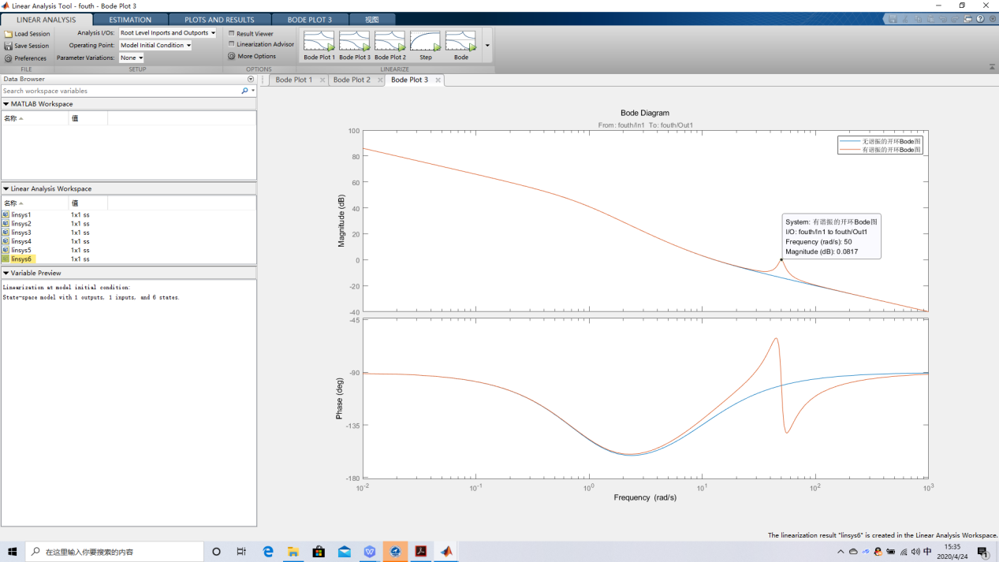 Linear Analysis Tool - fouth - Bode Plot 3
LINEAR ANALYSIS
ESTIMATION
PLOTS AND RESULTS
BODE PLOT 3
视图
Load Session
Save Session
Preferences
FILE
Analysis I/Os: Root Level Inports and Outports
Operating Point: Model Initial Condition
Parameter Variations: None
SETUP
Result Viewer
Linearization Advisor
More Options
OPTIONS
Bode Plot 1
Bode Plot 3
Bode Plot 2
Step
Bode
LINEARIZE
Data Browser
Search workspace variables
MATLAB Workspace
名称 值
Linear Analysis Workspace
名称 值
linsys1 1x1 ss
linsys2 1x1 ss
linsys3 1x1 ss
linsys4 1x1 ss
linsys5 1x1 ss
linsys6 1x1 ss
Variable Preview
Linearization at model initial condition:
State-space model with 1 outputs, 1 inputs, and 6 states.
Bode Plot 1
Bode Plot 2
Bode Plot 3
Bode Diagram
From: fouth/In1 To: fouth/Out1
无谐振的开环Bode图
有谐振的开环Bode图
System: 有谐振的开环Bode图
I/O: fouth/In1 to fouth/Out1
Frequency (rad/s): 50
Magnitude (dB): 0.0817
Magnitude (dB)
100
80
60
40
20
0
-20
-40
Phase (deg)
-45
-90
-135
-180
10-2
10-1
100
101
102
103
Frequency (rad/s)
The linearization result "linsys6" is created in the Linear Analysis Workspace.
在这里输入你要搜索的内容
中
15:35
2020/4/24
1